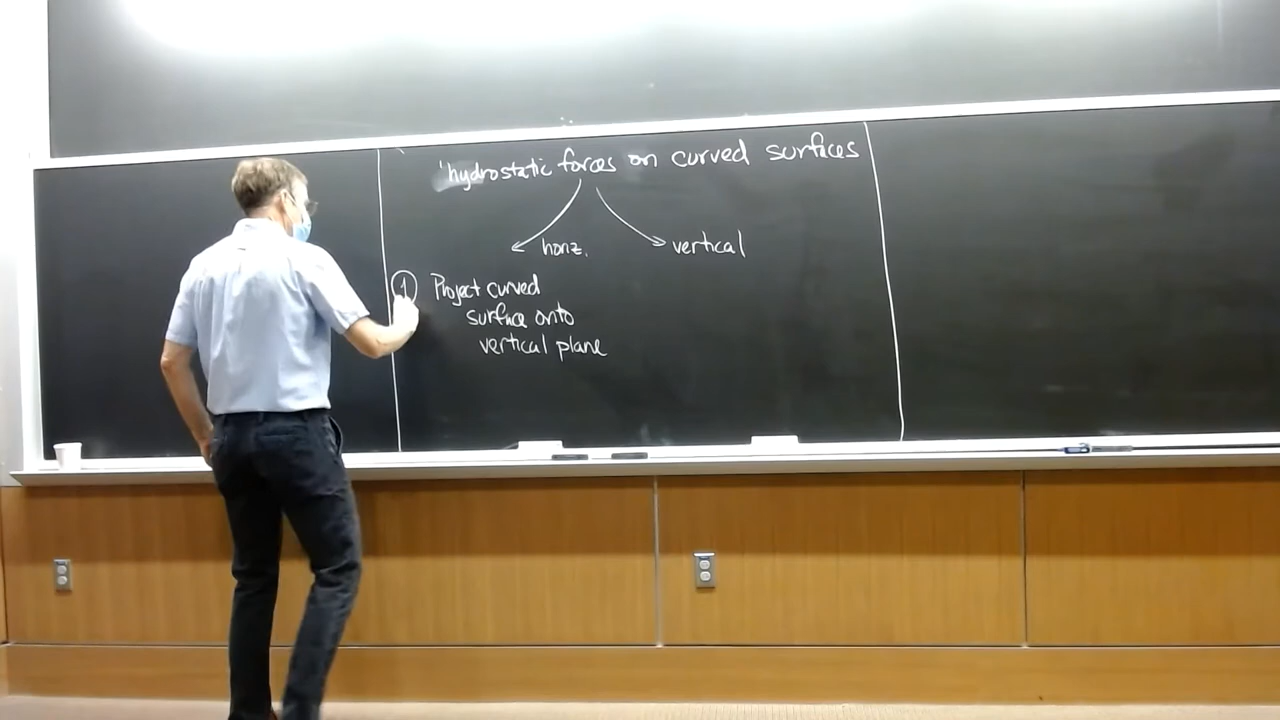 hydrostatic forces on curved surfaces
horiz. vertical
1 Project curved
surface onto
vertical plane